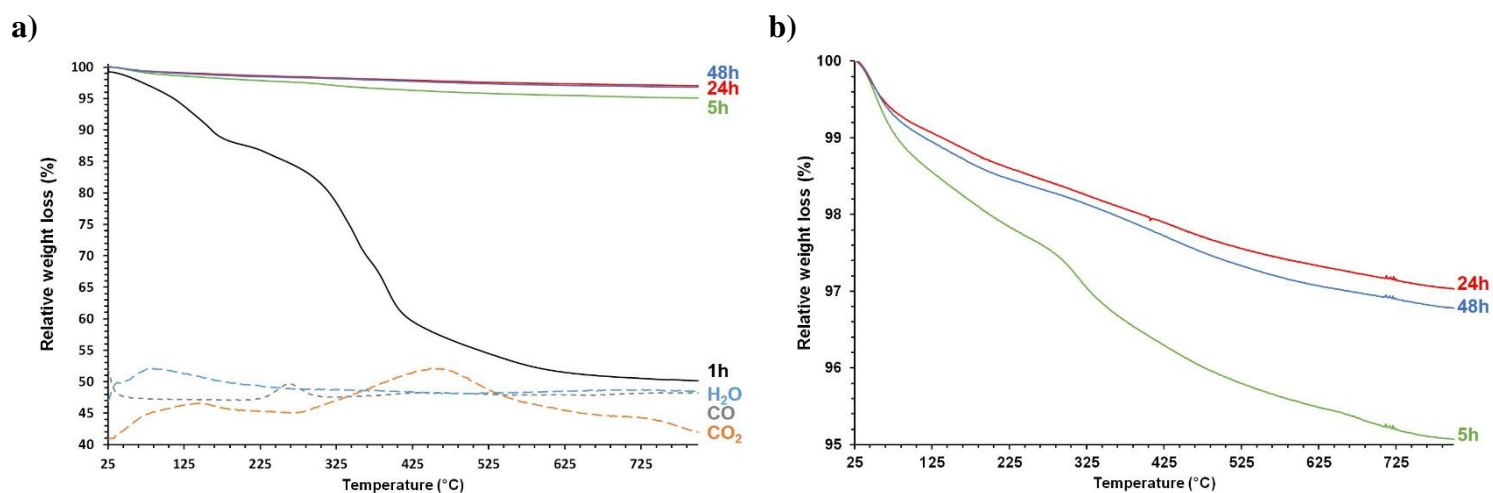 a)
100
95
90
85
80
75
70
65
60
55
50
45
40
Relative weight loss (%)
48h
24h
5h
1h
H₂O
CO
CO₂
25 125 225 325 425 525 625 725
Temperature (°C)
b)
100
99
98
97
96
95
Relative weight loss (%)
24h
48h
5h
25 125 225 325 425 525 625 725
Temperature (°C)